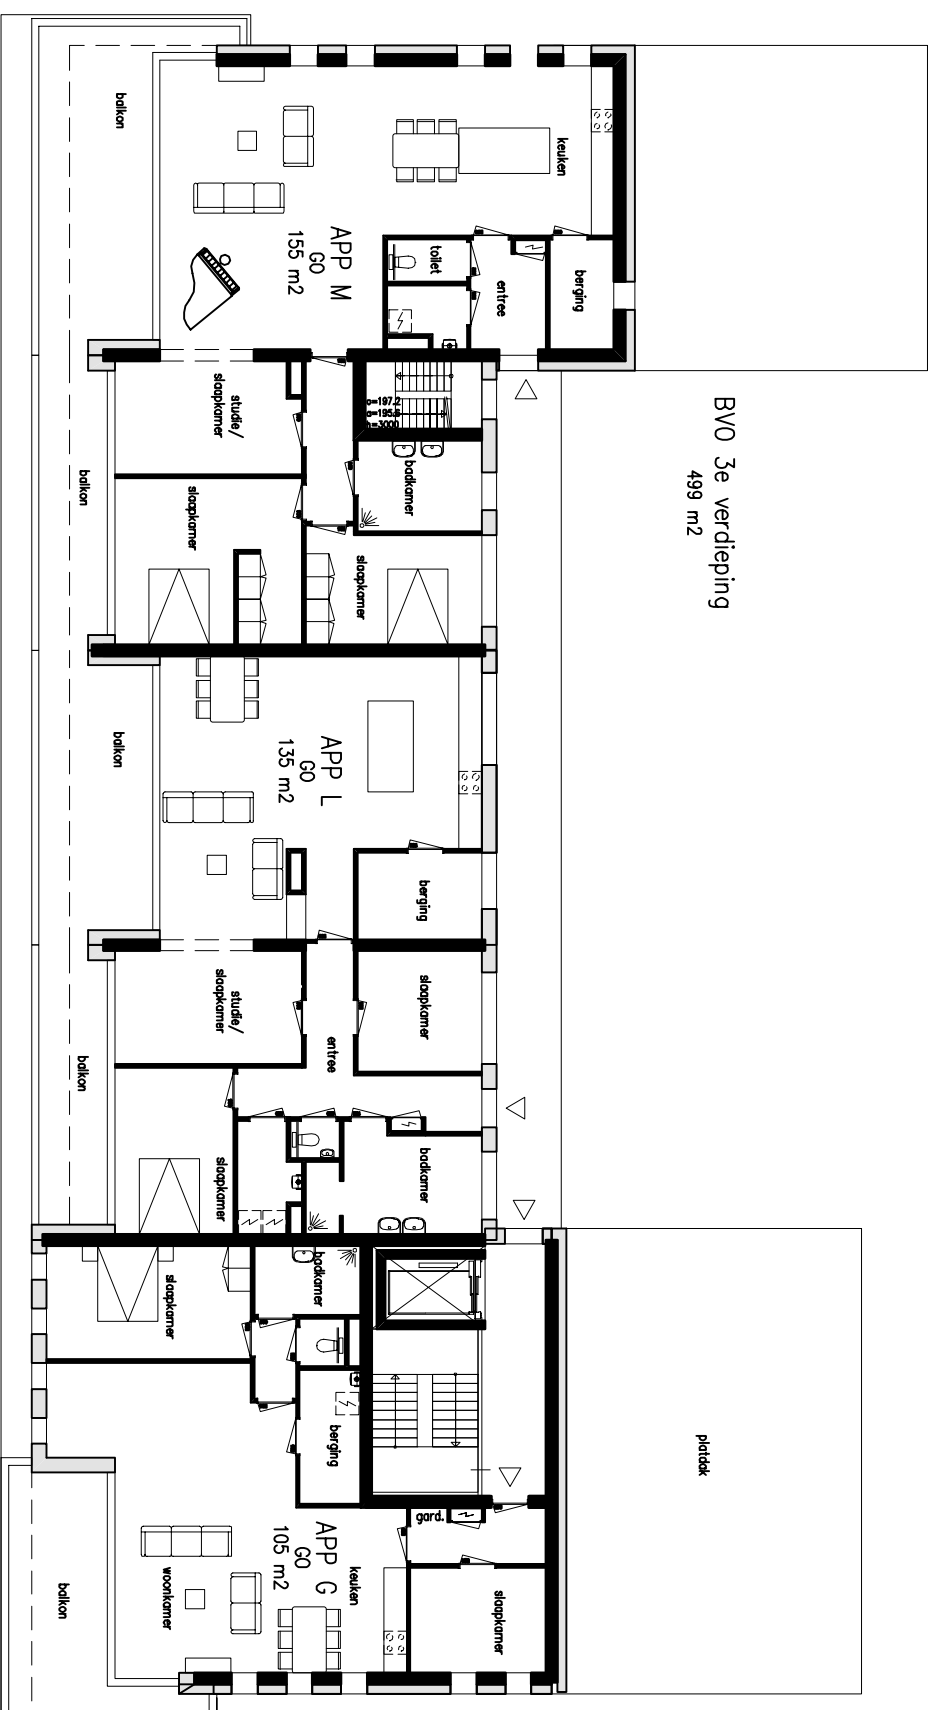 BVO 3e verdieping
499 m2
balkon
keuken
APP M
GO
155 m2
toilet
entree
berging
studie/
slaapkamer
balkon
slaapkamer
badkamer
slaapkamer
balkon
APP L
GO
135 m2
berging
studie/
slaapkamer
slaapkamer
entree
balkon
slaapkamer
badkamer
slaapkamer
badkamer
berging
platdak
gard.
APP G
GO
105 m2
keuken
woonkamer
slaapkamer
balkon